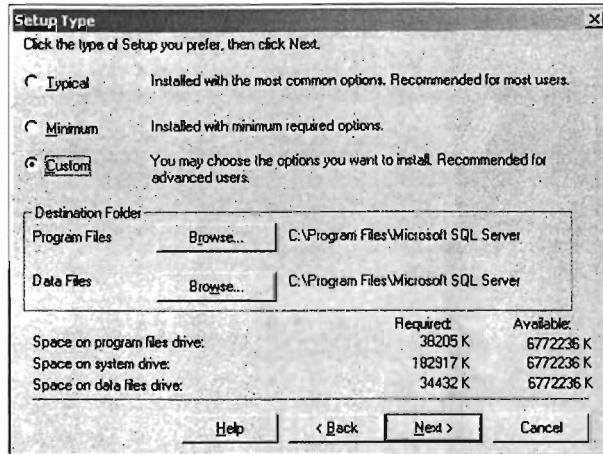 Setup Type
Click the type of Setup you prefer, then click Next.
Typical Installed with the most common options. Recommended for most users.
Minimum Installed with minimum required options.
Custom You may choose the options you want to install. Recommended for
advanced users.
Destination Folder
Program Files Browse... C:\Program Files\Microsoft SQL Server
Data Files Browse... C:\Program Files\Microsoft SQL Server
Required: Available:
Space on program files drive: 38205 K 6772236 K
Space on system drive: 182917 K 6772236 K
Space on data files drive: 34432 K 6772236 K
Help < Back Next > Cancel